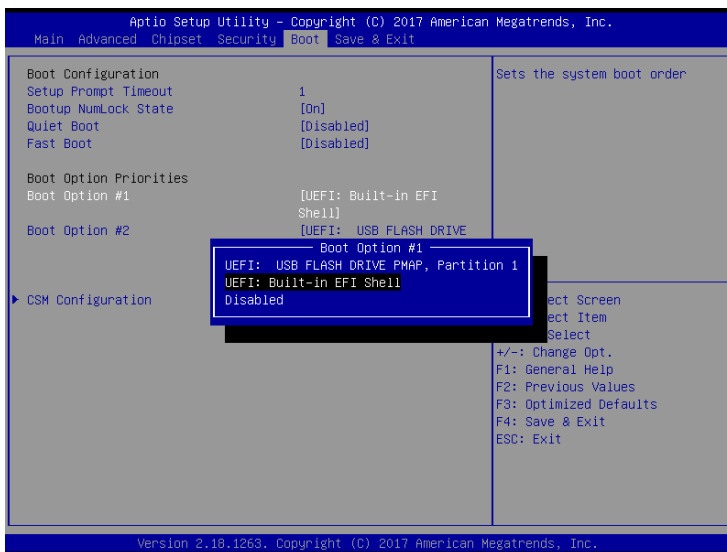 Aptio Setup Utility – Copyright (C) 2017 American Megatrends, Inc.
Main Advanced Chipset Security Boot Save & Exit
Boot Configuration
Setup Prompt Timeout 1
Bootup NumLock State [On]
Quiet Boot [Disabled]
Fast Boot [Disabled]
Boot Option Priorities
Boot Option #1 [UEFI: Built-in EFI
Shell]
Boot Option #2 [UEFI: USB FLASH DRIVE
CSM Configuration
Boot Option #1
UEFI: USB FLASH DRIVE PMAP, Partition 1
UEFI: Built-in EFI Shell
Disabled
Sets the system boot order
Screen
Item
Select
+/-: Change Opt.
F1: General Help
F2: Previous Values
F3: Optimized Defaults
F4: Save & Exit
ESC: Exit
Version 2.18.1263. Copyright (C) 2017 American Megatrends, Inc.